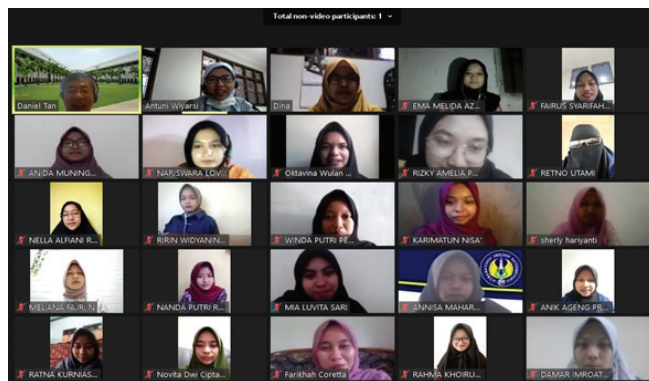 Total non-video participants: 1
Daniel Tan
Antuni Wiyarsi
Dina
EMA MELIDA AZ...
FAIRUS SYARIFAH...
ANIDA MUNING...
NARISWARA LOV...
Oktavina Wulan ...
RIZKY AMELIA P...
RETNO UTAMI
NELLA ALFIANI R...
RIRIN WIDYANIN...
WINDA PUTRI PE...
KARIMATUN NISA'
sherly hariyanti
MELIANA FAJRI N
NANDA PUTRI R...
MIA LUVITA SARI
ANNISA MAHAR...
ANIK AGENG PR...
RATNA KURNIAS...
Novita Dwi Cipta...
Farikhah Coretta
RAHMA KHOIRU...
DAMAR IMROAT...